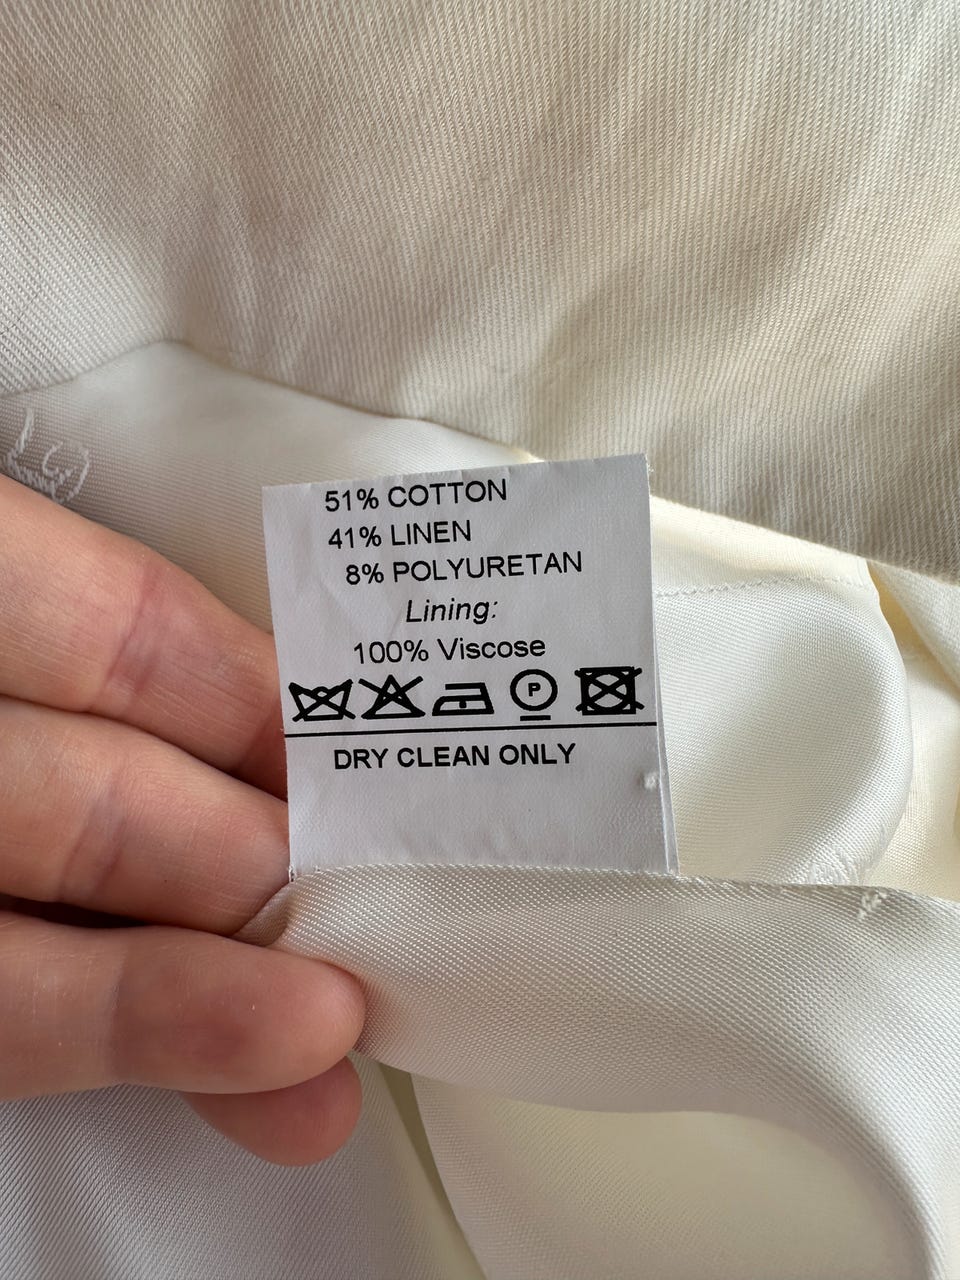 51% COTTON
41% LINEN
8% POLYURETAN
Lining:
100% Viscose
P
DRY CLEAN ONLY